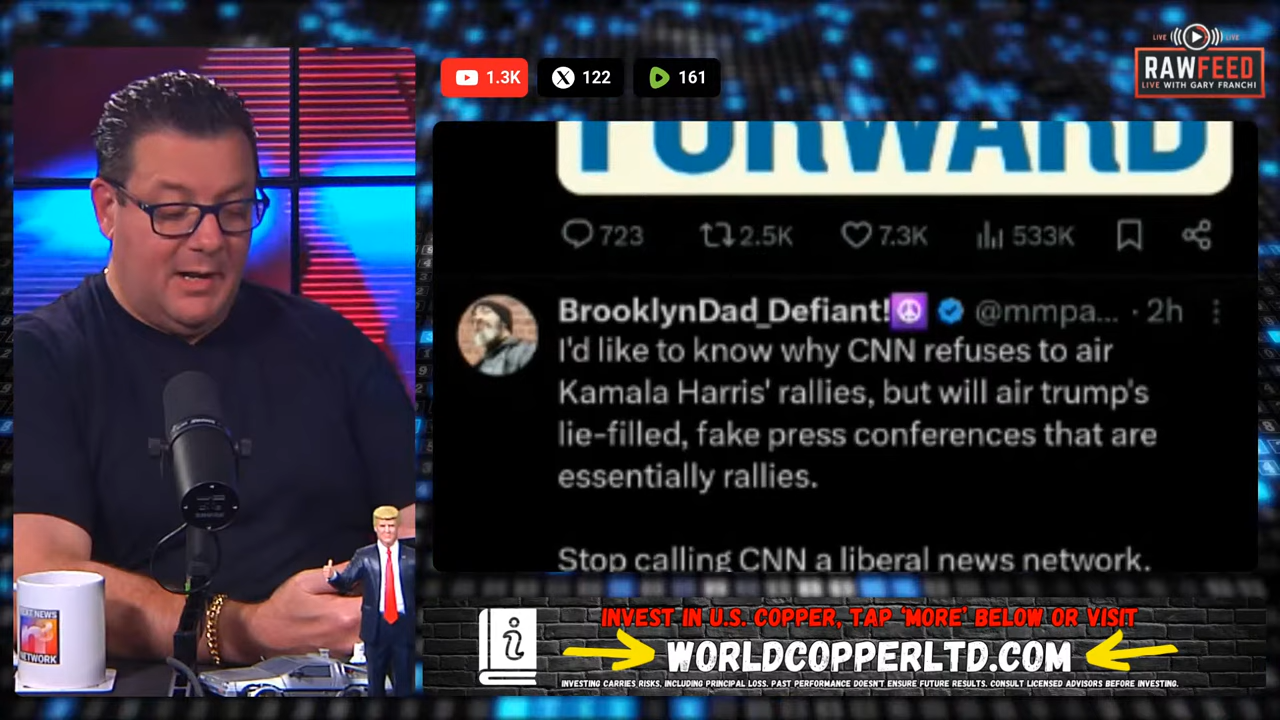 1.3K
122
161
LIVE
LIVE
RAWFEED
LIVE WITH GARY FRANCHI
FORWARD
723
2.5K
7.3K
533K
BrooklynDad_Defiant! @mmpa... · 2h
I'd like to know why CNN refuses to air
Kamala Harris' rallies, but will air trump's
lie-filled, fake press conferences that are
essentially rallies.
Stop calling CNN a liberal news network.
NEXT NEWS
NETWORK
INVEST IN U.S. COPPER, TAP 'MORE' BELOW OR VISIT
WORLDCOPPERLTD.COM
INVESTING CARRIES RISKS, INCLUDING PRINCIPAL LOSS. PAST PERFORMANCE DOESN'T ENSURE FUTURE RESULTS. CONSULT LICENSED ADVISORS BEFORE INVESTING.